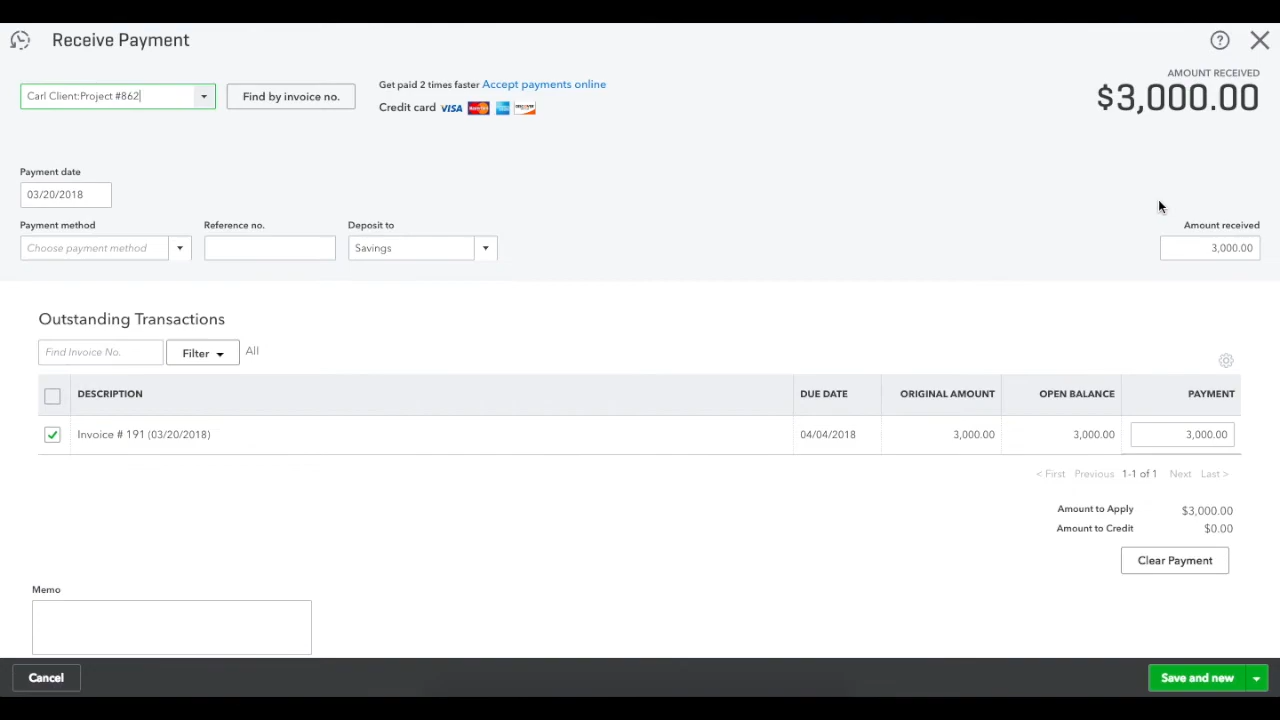 Receive Payment
AMOUNT RECEIVED
$3,000.00
Carl Client:Project #862
Find by invoice no.
Get paid 2 times faster Accept payments online
Credit card VISA
Payment date
03/20/2018
Payment method
Reference no.
Deposit to
Amount received
Choose payment method
Savings
3,000.00
Outstanding Transactions
Find Invoice No.
Filter
All
DESCRIPTION DUE DATE ORIGINAL AMOUNT OPEN BALANCE PAYMENT
Invoice # 191 (03/20/2018) 04/04/2018 3,000.00 3,000.00 3,000.00
< First Previous 1-1 of 1 Next Last >
Amount to Apply $3,000.00
Amount to Credit $0.00
Clear Payment
Memo
Cancel
Save and new